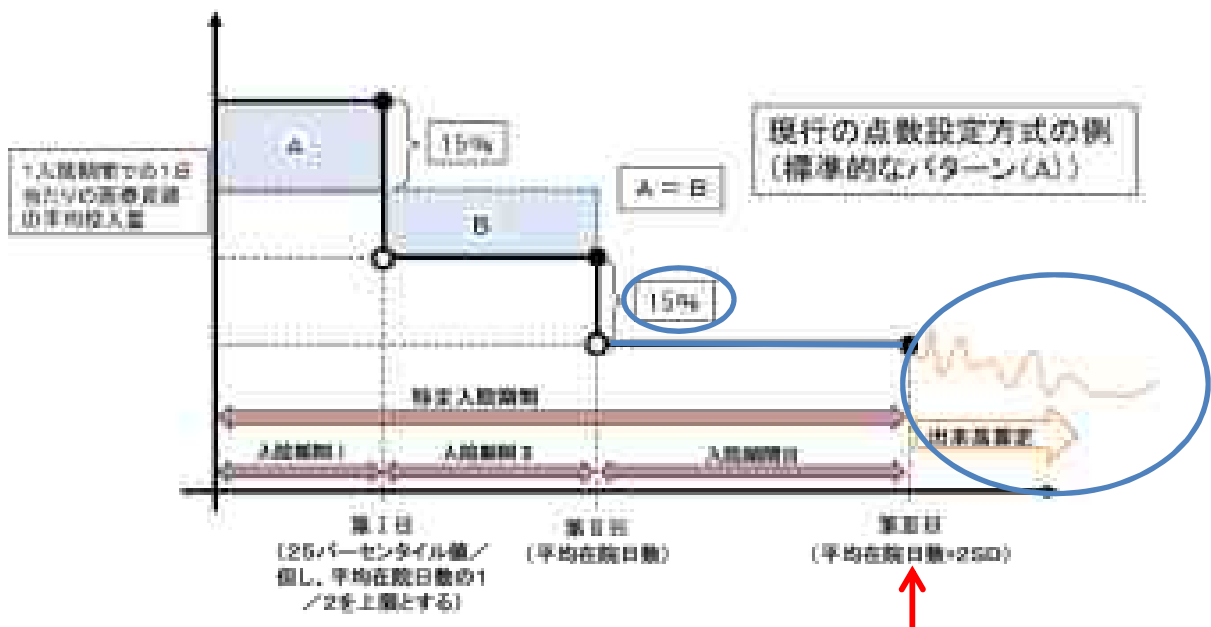 現行の点数設定方式の例
(標準的なパターン(A))
A
15%
1入院期間での1日
当たりの医療資源
の平均投入量
A = B
B
15%
特定入院期間
出来高算定
入院期間Ⅰ
入院期間Ⅱ
入院期間Ⅲ
第Ⅰ日
(25パーセンタイル値/
但し、平均在院日数の1
/2を上限とする)
第Ⅱ日
(平均在院日数)
第Ⅲ日
(平均在院日数+2SD)